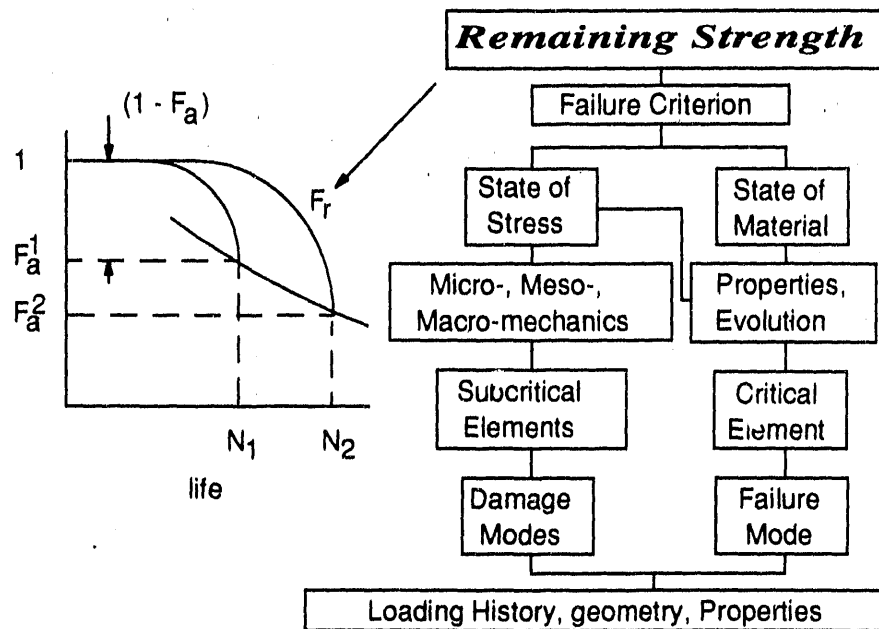 Remaining Strength
Failure Criterion
State of
Stress
State of
Material
Micro-, Meso-,
Macro-mechanics
Properties,
Evolution
Subcritical
Elements
Critical
Element
Damage
Modes
Failure
Mode
Loading History, geometry, Properties
(1 - Fa)
1
Fr
Fa1
Fa2
N1
N2
life